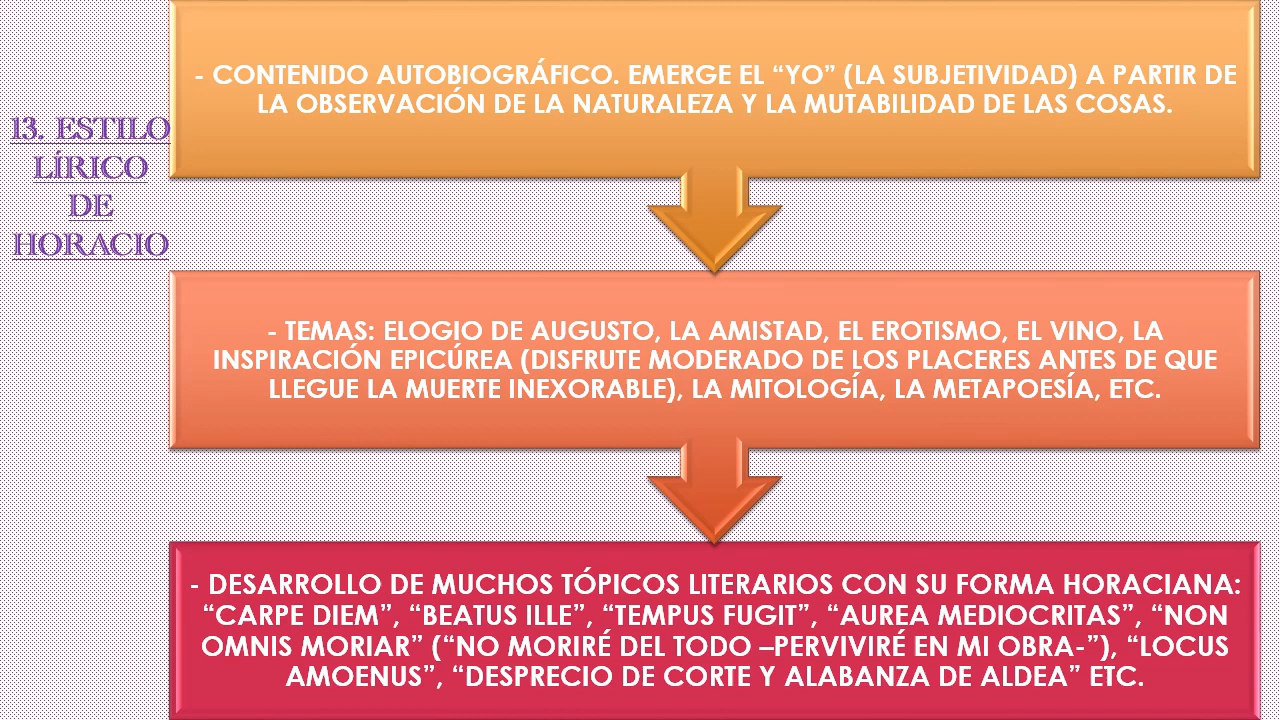 13. ESTILO
LÍRICO
DE
HORACIO
- CONTENIDO AUTOBIOGRÁFICO. EMERGE EL “YO” (LA SUBJETIVIDAD) A PARTIR DE
LA OBSERVACIÓN DE LA NATURALEZA Y LA MUTABILIDAD DE LAS COSAS.
- TEMAS: ELOGIO DE AUGUSTO, LA AMISTAD, EL EROTISMO, EL VINO, LA
INSPIRACIÓN EPICÚREA (DISFRUTE MODERADO DE LOS PLACERES ANTES DE QUE
LLEGUE LA MUERTE INEXORABLE), LA MITOLOGÍA, LA METAPOESÍA, ETC.
- DESARROLLO DE MUCHOS TÓPICOS LITERARIOS CON SU FORMA HORACIANA:
“CARPE DIEM”, “BEATUS ILLE”, “TEMPUS FUGIT”, “AUREA MEDIOCRITAS”, “NON
OMNIS MORIAR” (“NO MORIRÉ DEL TODO –PERVIVIRÉ EN MI OBRA-”), “LOCUS
AMOENUS”, “DESPRECIO DE CORTE Y ALABANZA DE ALDEA” ETC.